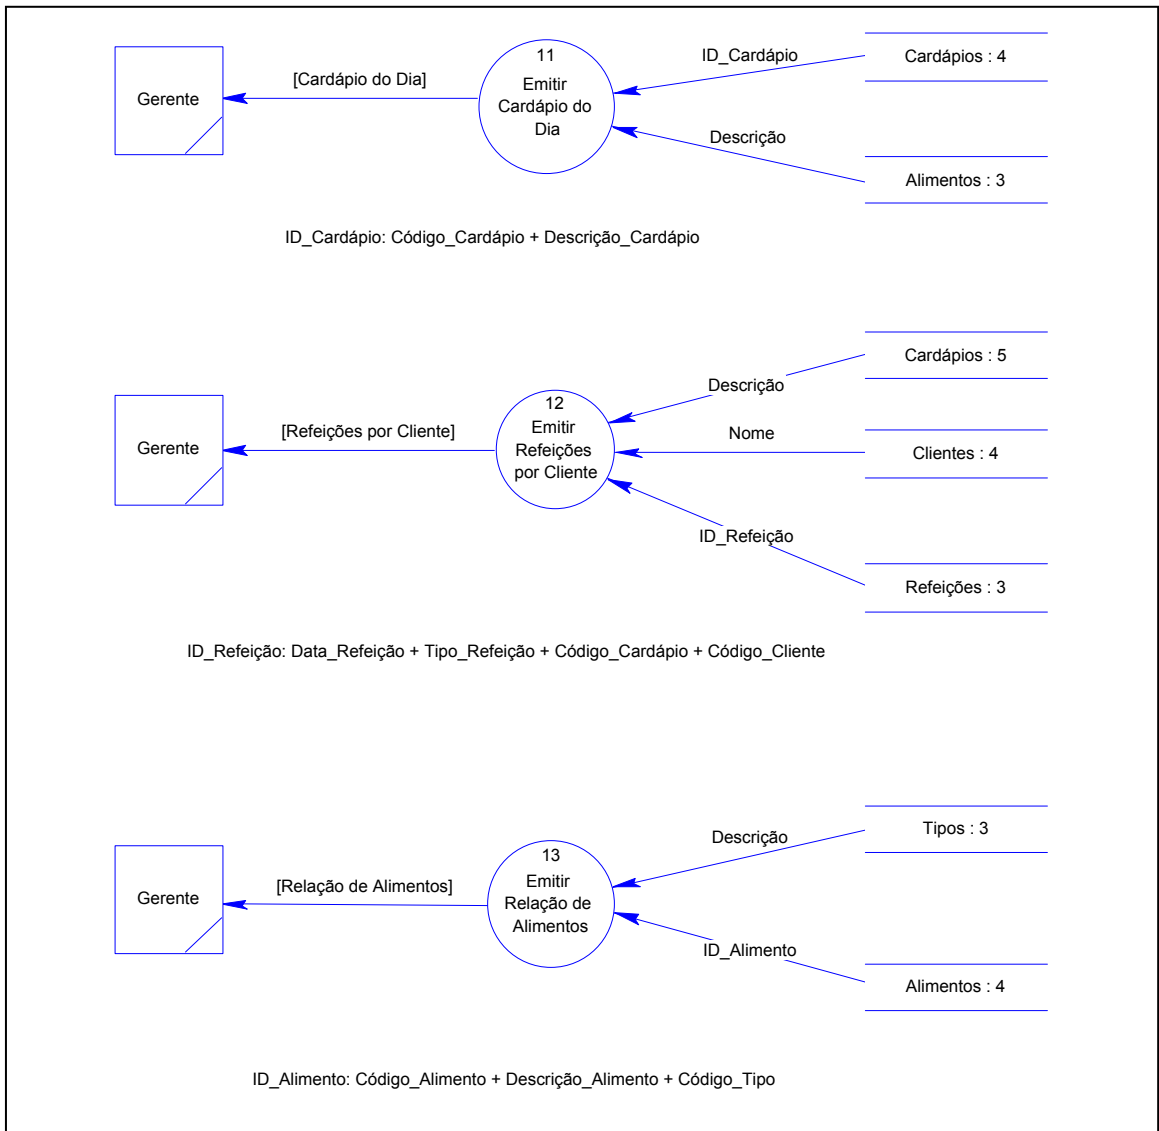 11
Emitir
Cardápio do
Dia
Gerente
[Cardápio do Dia]
ID_Cardápio
Cardápios : 4
Descrição
Alimentos : 3
ID_Cardápio: Código_Cardápio + Descrição_Cardápio
Cardápios : 5
Descrição
12
Emitir
Refeições
por Cliente
Gerente
[Refeições por Cliente]
Nome
Clientes : 4
ID_Refeição
Refeições : 3
ID_Refeição: Data_Refeição + Tipo_Refeição + Código_Cardápio + Código_Cliente
Tipos : 3
Descrição
13
Emitir
Relação de
Alimentos
Gerente
[Relação de Alimentos]
ID_Alimento
Alimentos : 4
ID_Alimento: Código_Alimento + Descrição_Alimento + Código_Tipo